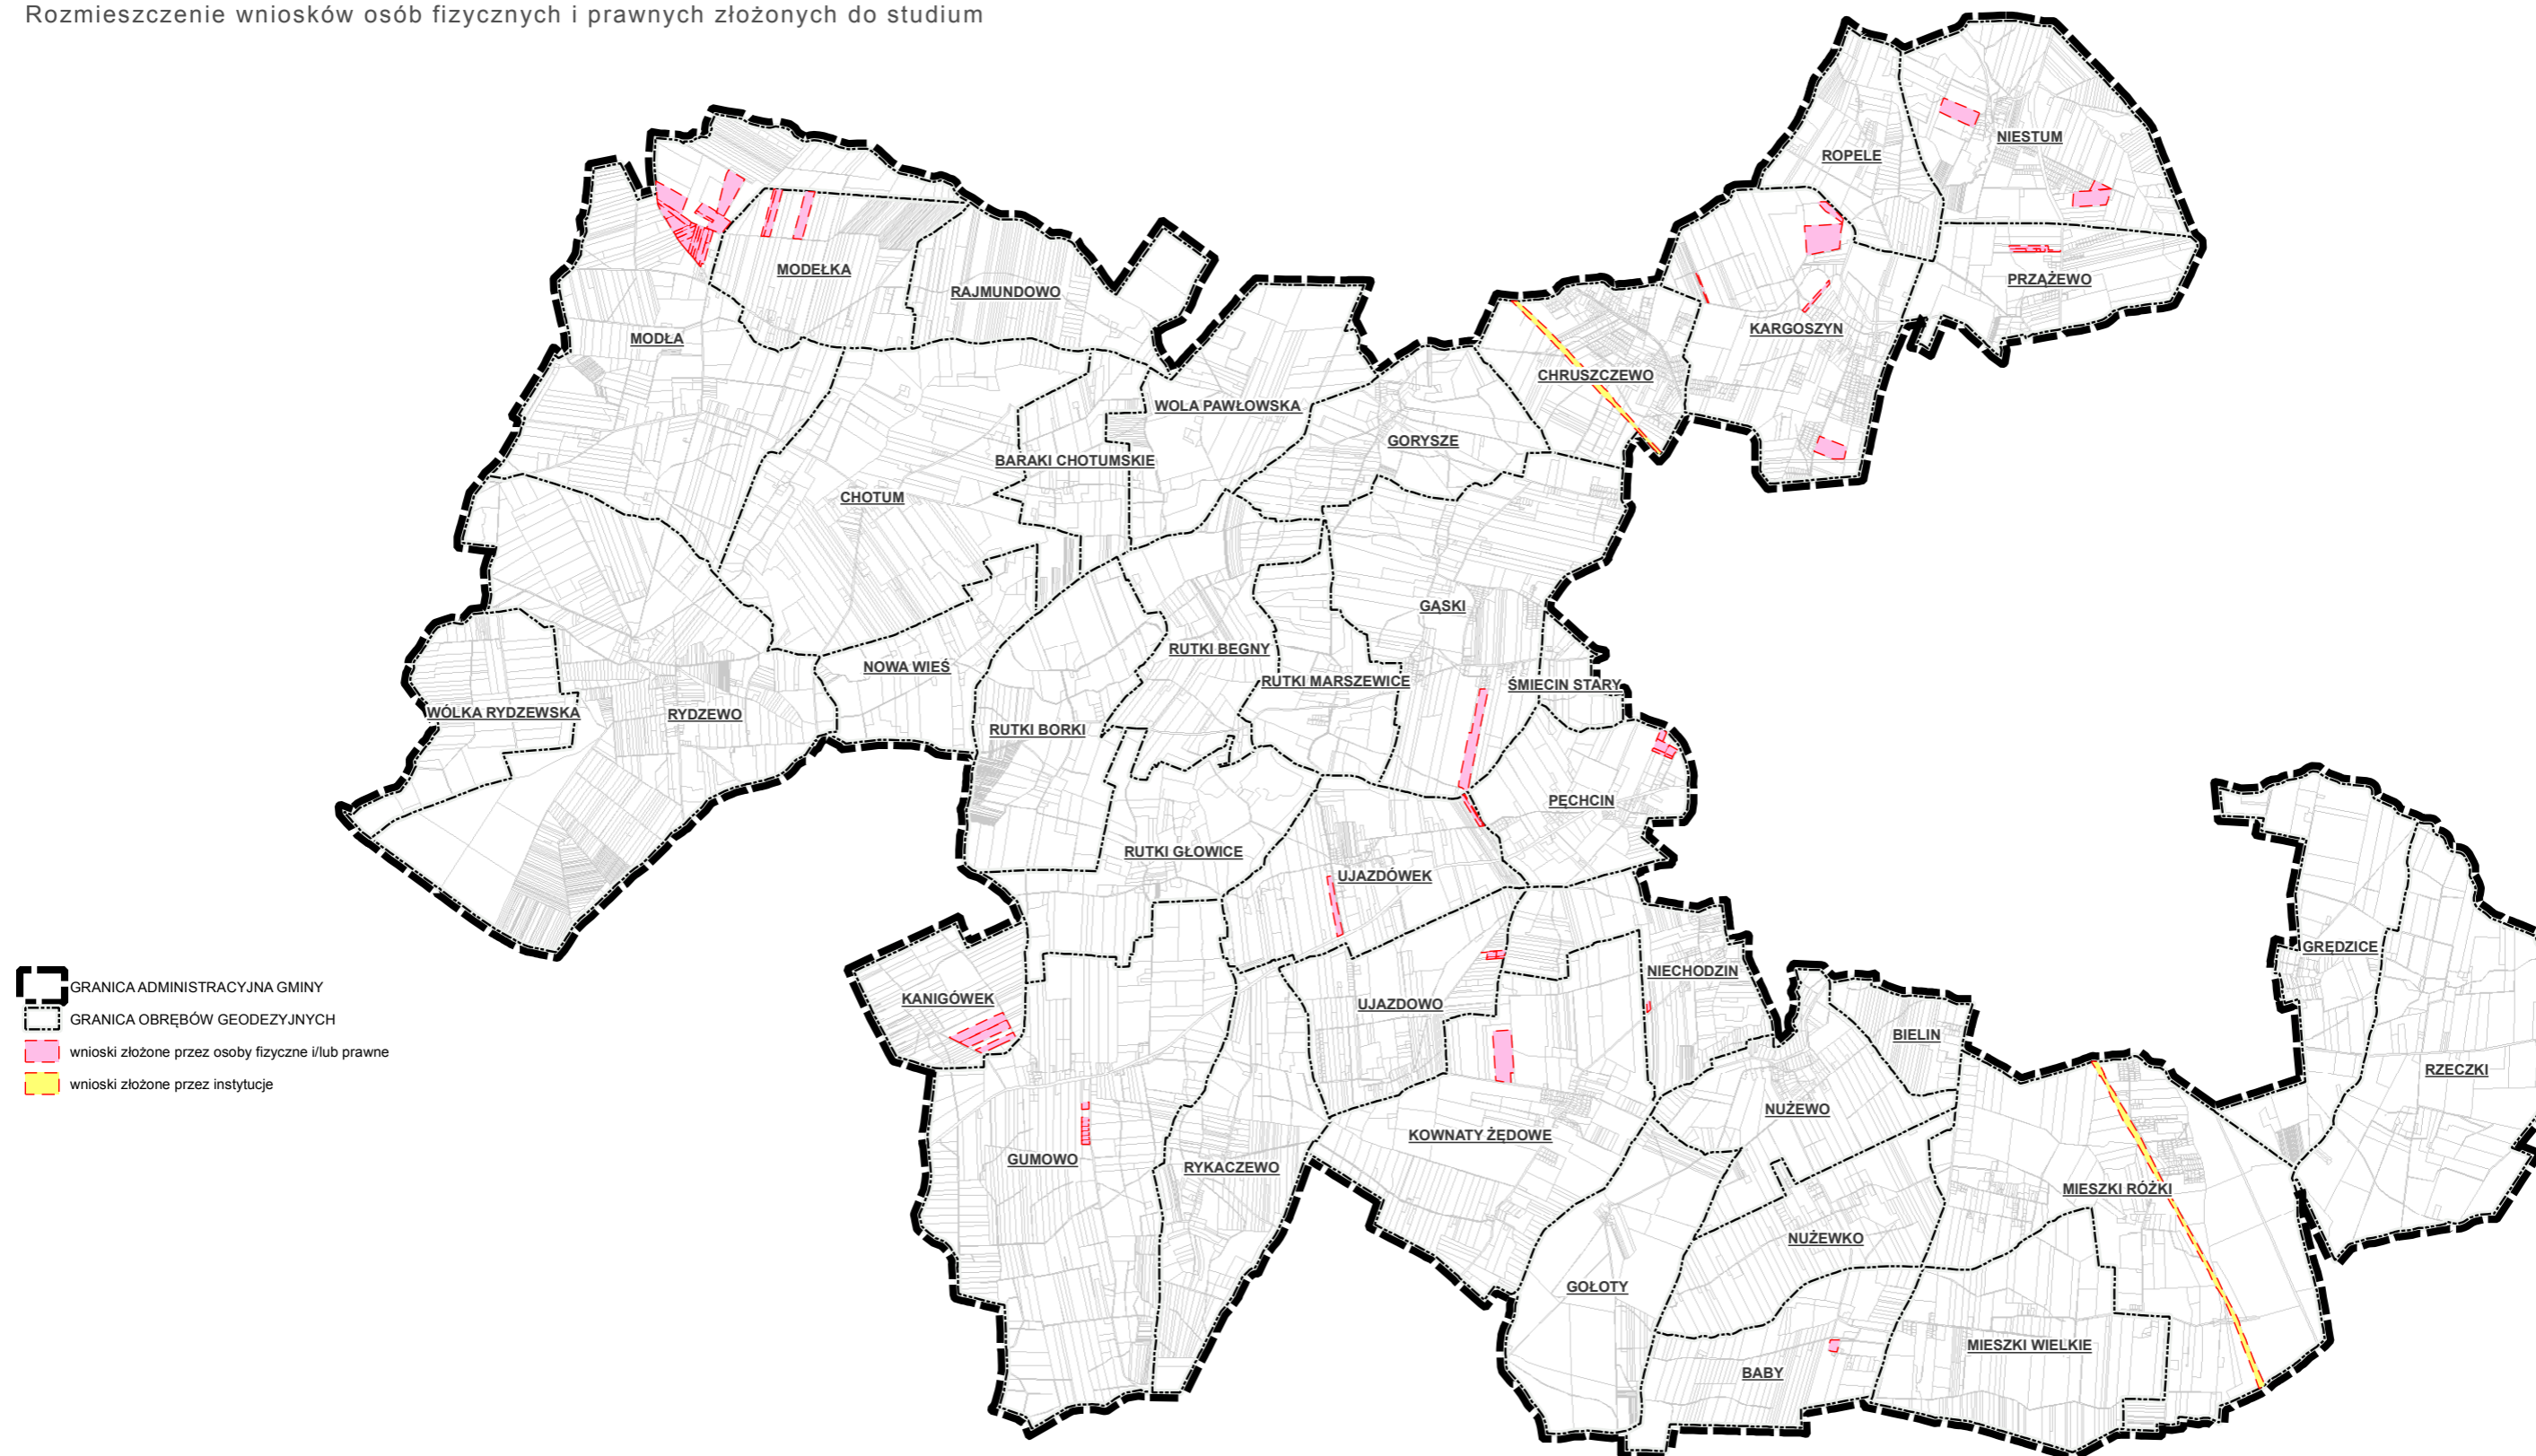 Rozmieszczenie wniosków osób fizycznych i prawnych złożonych do studium
NIESTUM
ROPELE
MODEŁKA
PRZĄŻEWO
RAJMUNDOWO
KARGOSZYN
MODŁA
CHRUSZCZEWO
WOLA PAWŁOWSKA
GORYSZE
BARAKI CHOTUMSKIE
CHOTUM
GĄSKI
RUTKI BEGNY
NOWA WIEŚ
RUTKI MARSZEWICE
ŚMIECIN STARY
WÓLKA RYDZEWSKA
RYDZEWO
RUTKI BORKI
PĘCHCIN
RUTKI GŁOWICE
UJAZDÓWEK
GRĘDZICE
NIECHODZIN
KANIGÓWEK
UJAZDOWO
BIELIN
RZECZKI
NUŻEWO
KOWNATY ŻĘDOWE
GUMOWO
RYKACZEWO
MIESZKI RÓŻKI
NUŻEWKO
GOŁOTY
MIESZKI WIELKIE
BABY
GRANICA ADMINISTRACYJNA GMINY
GRANICA OBRĘBÓW GEODEZYJNYCH
wnioski złożone przez osoby fizyczne i/lub prawne
wnioski złożone przez instytucje